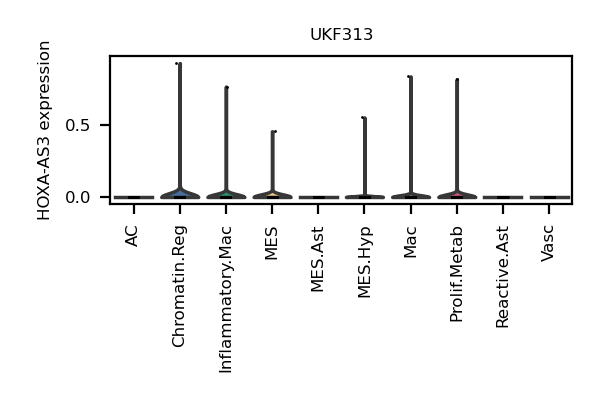 UKF313
HOXA-AS3 expression
0.5
0.0
AC
Chromatin.Reg
Inflammatory.Mac
MES
MES.Ast
MES.Hyp
Mac
Prolif.Metab
Reactive.Ast
Vasc